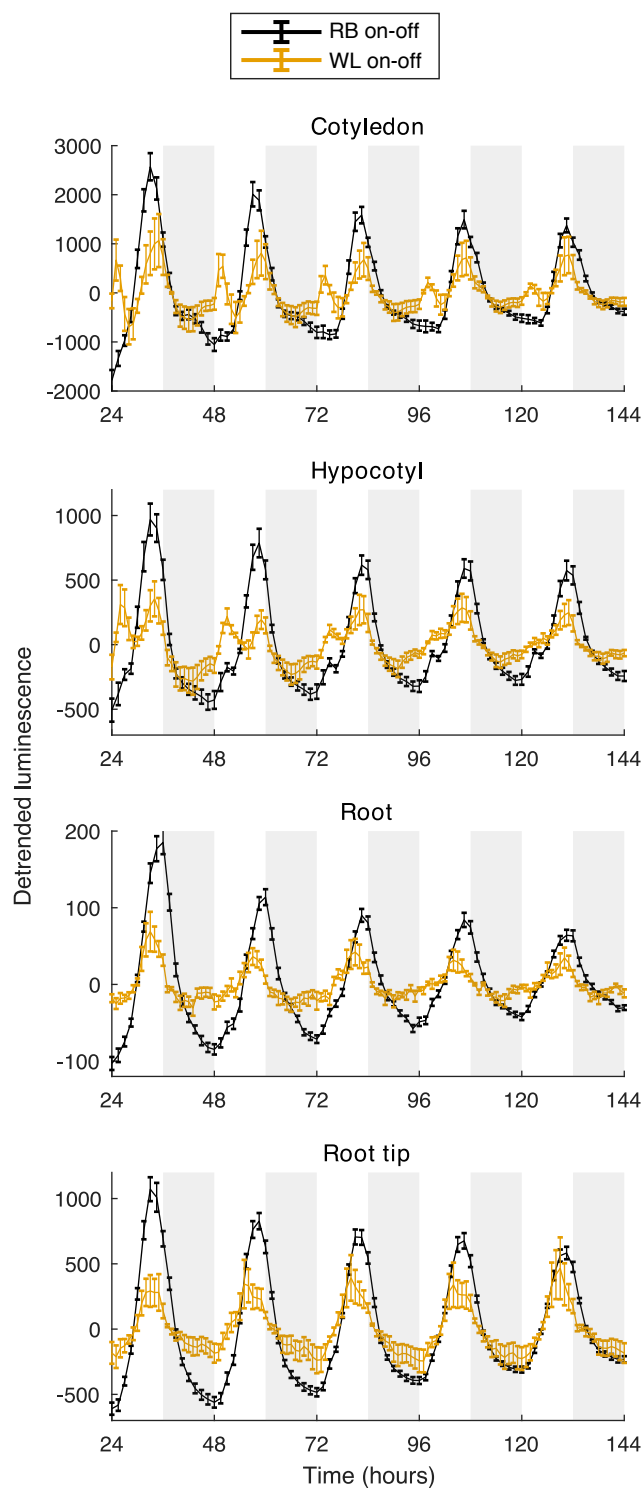 RB on-off
WL on-off
Cotyledon
3000
2000
1000
0
-1000
-2000
24 48 72 96 120 144
Hypocotyl
1000
500
0
-500
24 48 72 96 120 144
Detrended luminescence
Root
200
100
0
-100
24 48 72 96 120 144
Root tip
1000
500
0
-500
24 48 72 96 120 144
Time (hours)